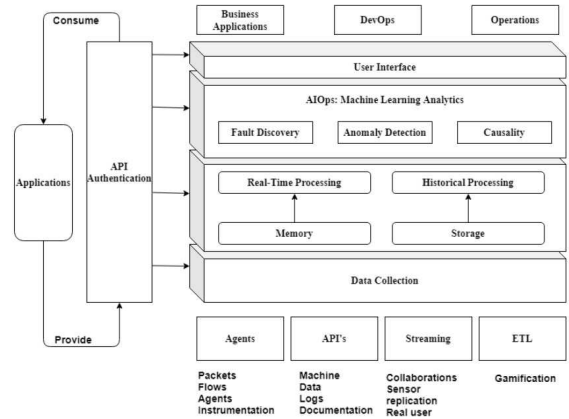 Consume
Business
Applications
DevOps
Operations
User Interface
AIOps: Machine Learning Analytics
Fault Discovery
Anomaly Detection
Causality
Applications
API
Authentication
Real-Time Processing
Historical Processing
Memory
Storage
Data Collection
Provide
Agents
API's
Streaming
ETL
Packets
Flows
Agents
Instrumentation
Machine
Data
Logs
Documentation
Collaborations
Sensor
replication
Real user
Gamification